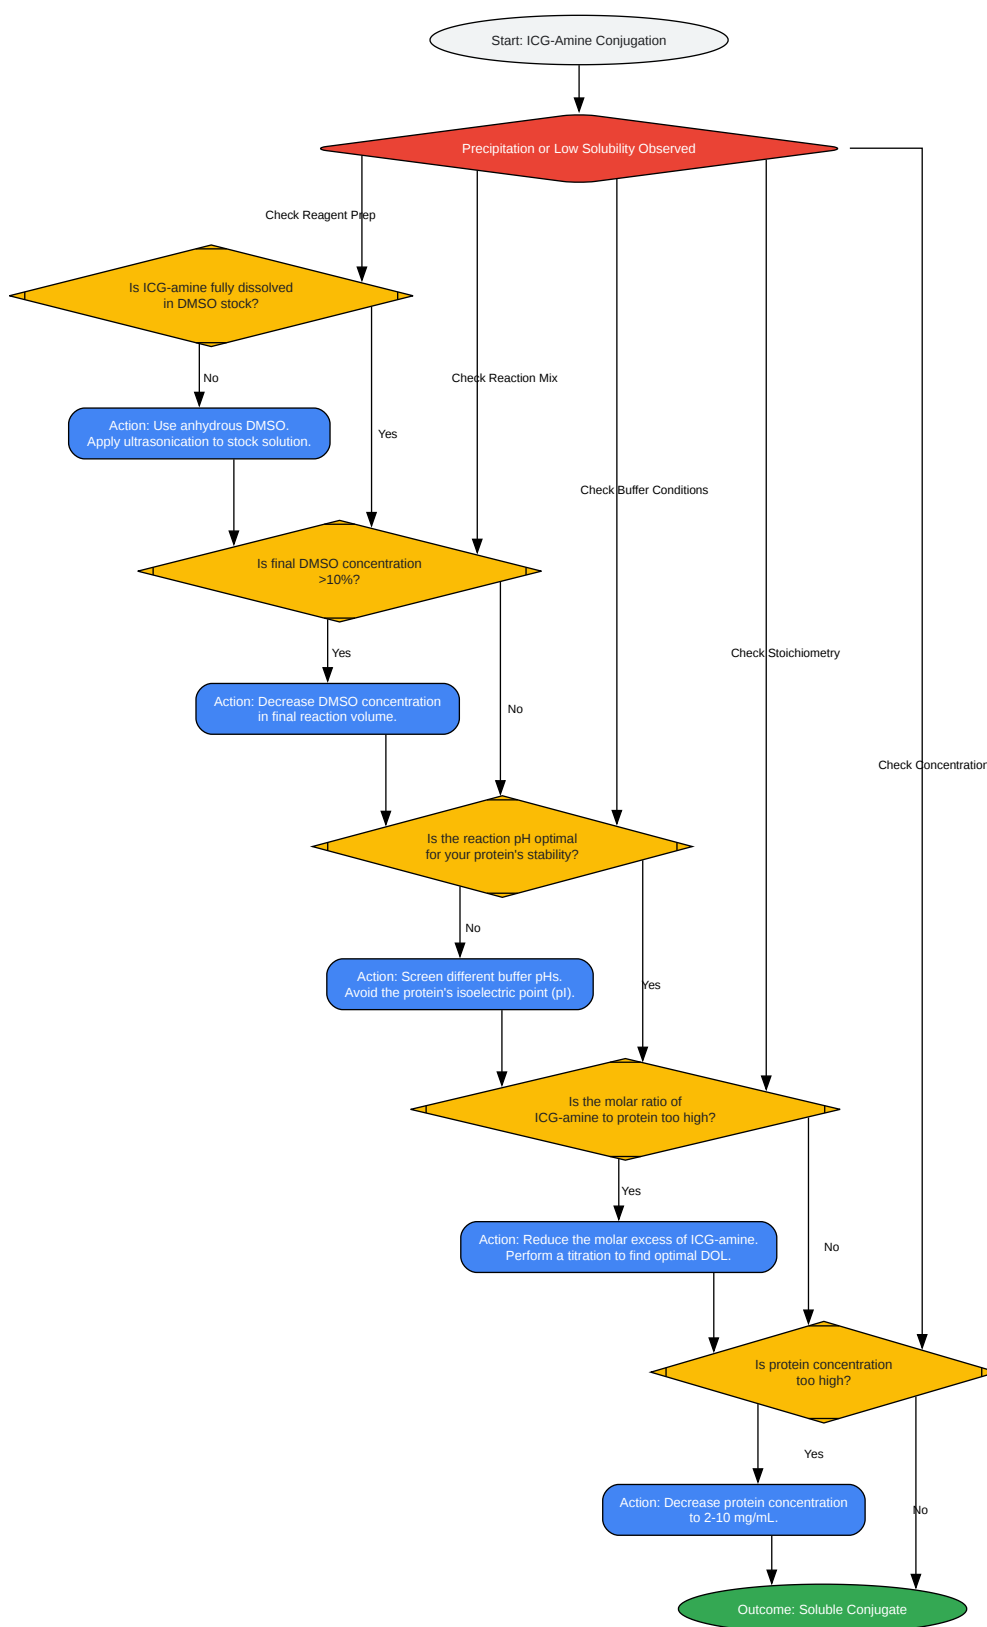 Start: ICG-Amine Conjugation
Precipitation or Low Solubility Observed
Check Reagent Prep
Is ICG-amine fully dissolved
in DMSO stock?
No
Check Reaction Mix
Action: Use anhydrous DMSO.
Apply ultrasonication to stock solution.
Yes
Check Buffer Conditions
Is final DMSO concentration
>10%?
Yes
Check Stoichiometry
Action: Decrease DMSO concentration
in final reaction volume.
No
Check Concentration
Is the reaction pH optimal
for your protein's stability?
No
Action: Screen different buffer pHs.
Avoid the protein's isoelectric point (pI).
Yes
Is the molar ratio of
ICG-amine to protein too high?
Yes
Action: Reduce the molar excess of ICG-amine.
Perform a titration to find optimal DOL.
No
Is protein concentration
too high?
Yes
Action: Decrease protein concentration
to 2-10 mg/mL.
No
Outcome: Soluble Conjugate